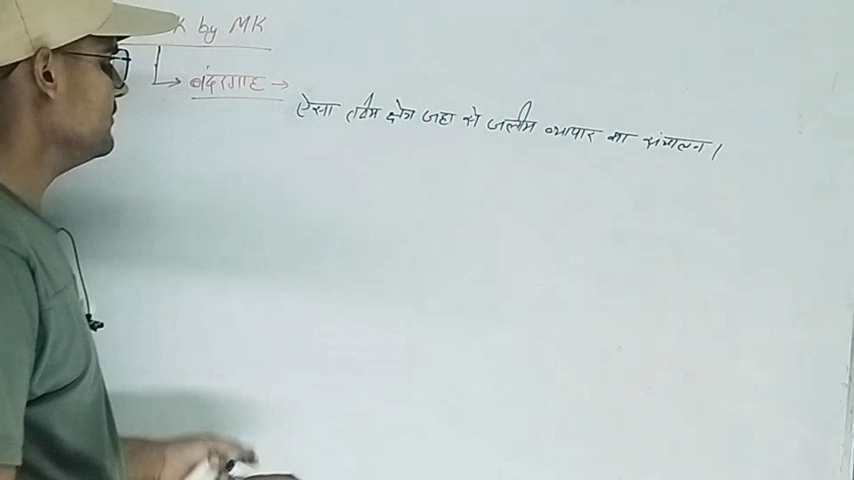 K by MK
बंदरगाह →
ऐसा तटीय क्षेत्र जहा से जलीय व्यापार का संचालन।